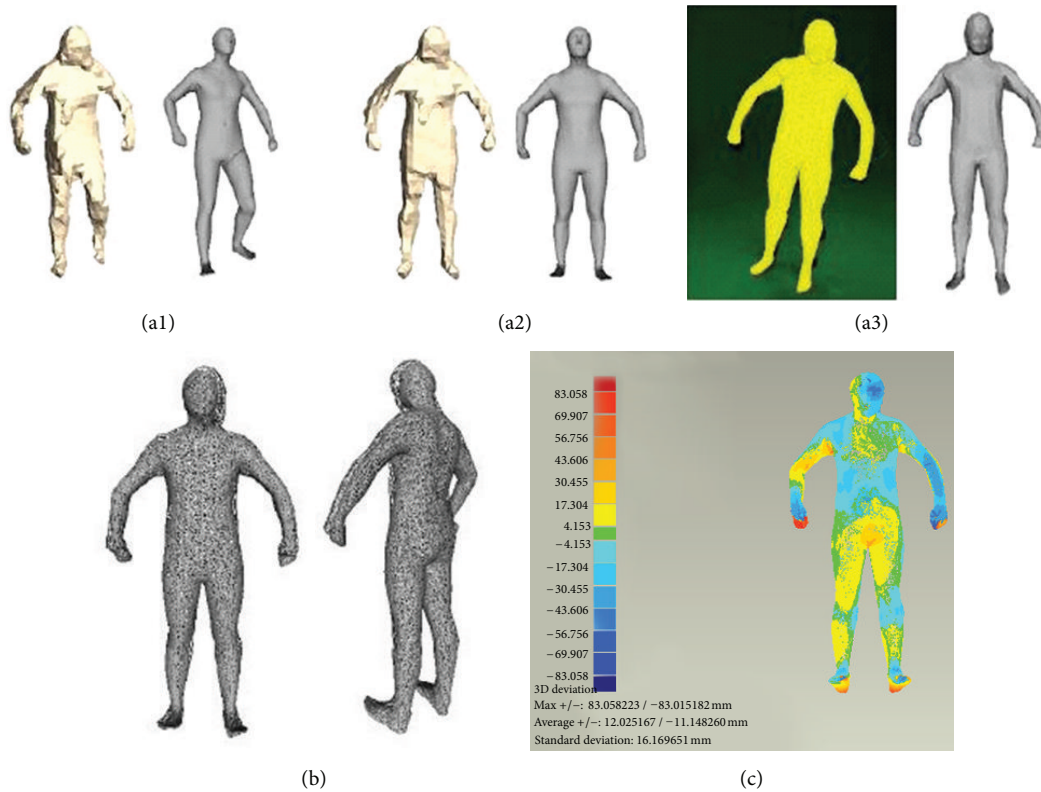 (a1)
(a2)
(a3)
(b)
83.058
69.907
56.756
43.606
30.455
17.304
4.153
−4.153
−17.304
−30.455
−43.606
−56.756
−69.907
−83.058
3D deviation
Max +/−: 83.058223 / −83.015182 mm
Average +/−: 12.025167 / −11.148260 mm
Standard deviation: 16.169651 mm
(c)